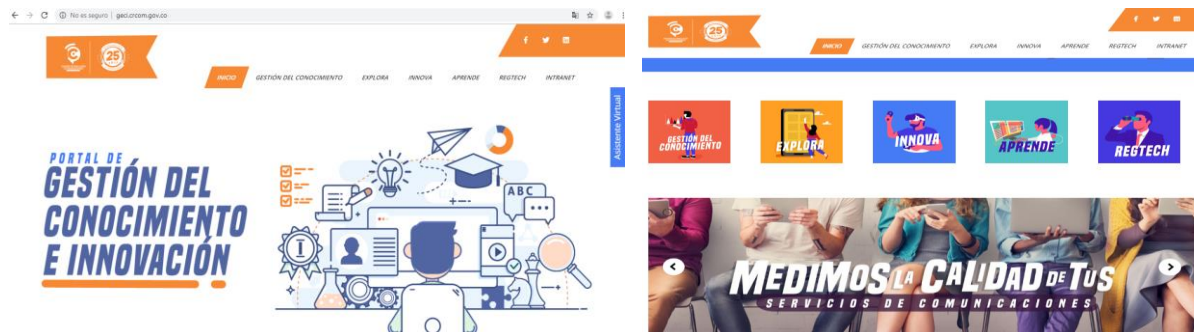 No es seguro | geci.crcom.gov.co
25
INICIO GESTIÓN DEL CONOCIMIENTO EXPLORA INNOVA APRENDE REGTECH INTRANET
Asistente Virtual
PORTAL DE
GESTIÓN DEL
CONOCIMIENTO
E INNOVACIÓN
ABC
25
INICIO GESTIÓN DEL CONOCIMIENTO EXPLORA INNOVA APRENDE REGTECH INTRANET
GESTIÓN DEL
CONOCIMIENTO
EXPLORA
INNOVA
APRENDE
REGTECH
MEDIMOS LA CALIDAD DE TUS
SERVICIOS DE COMUNICACIONES